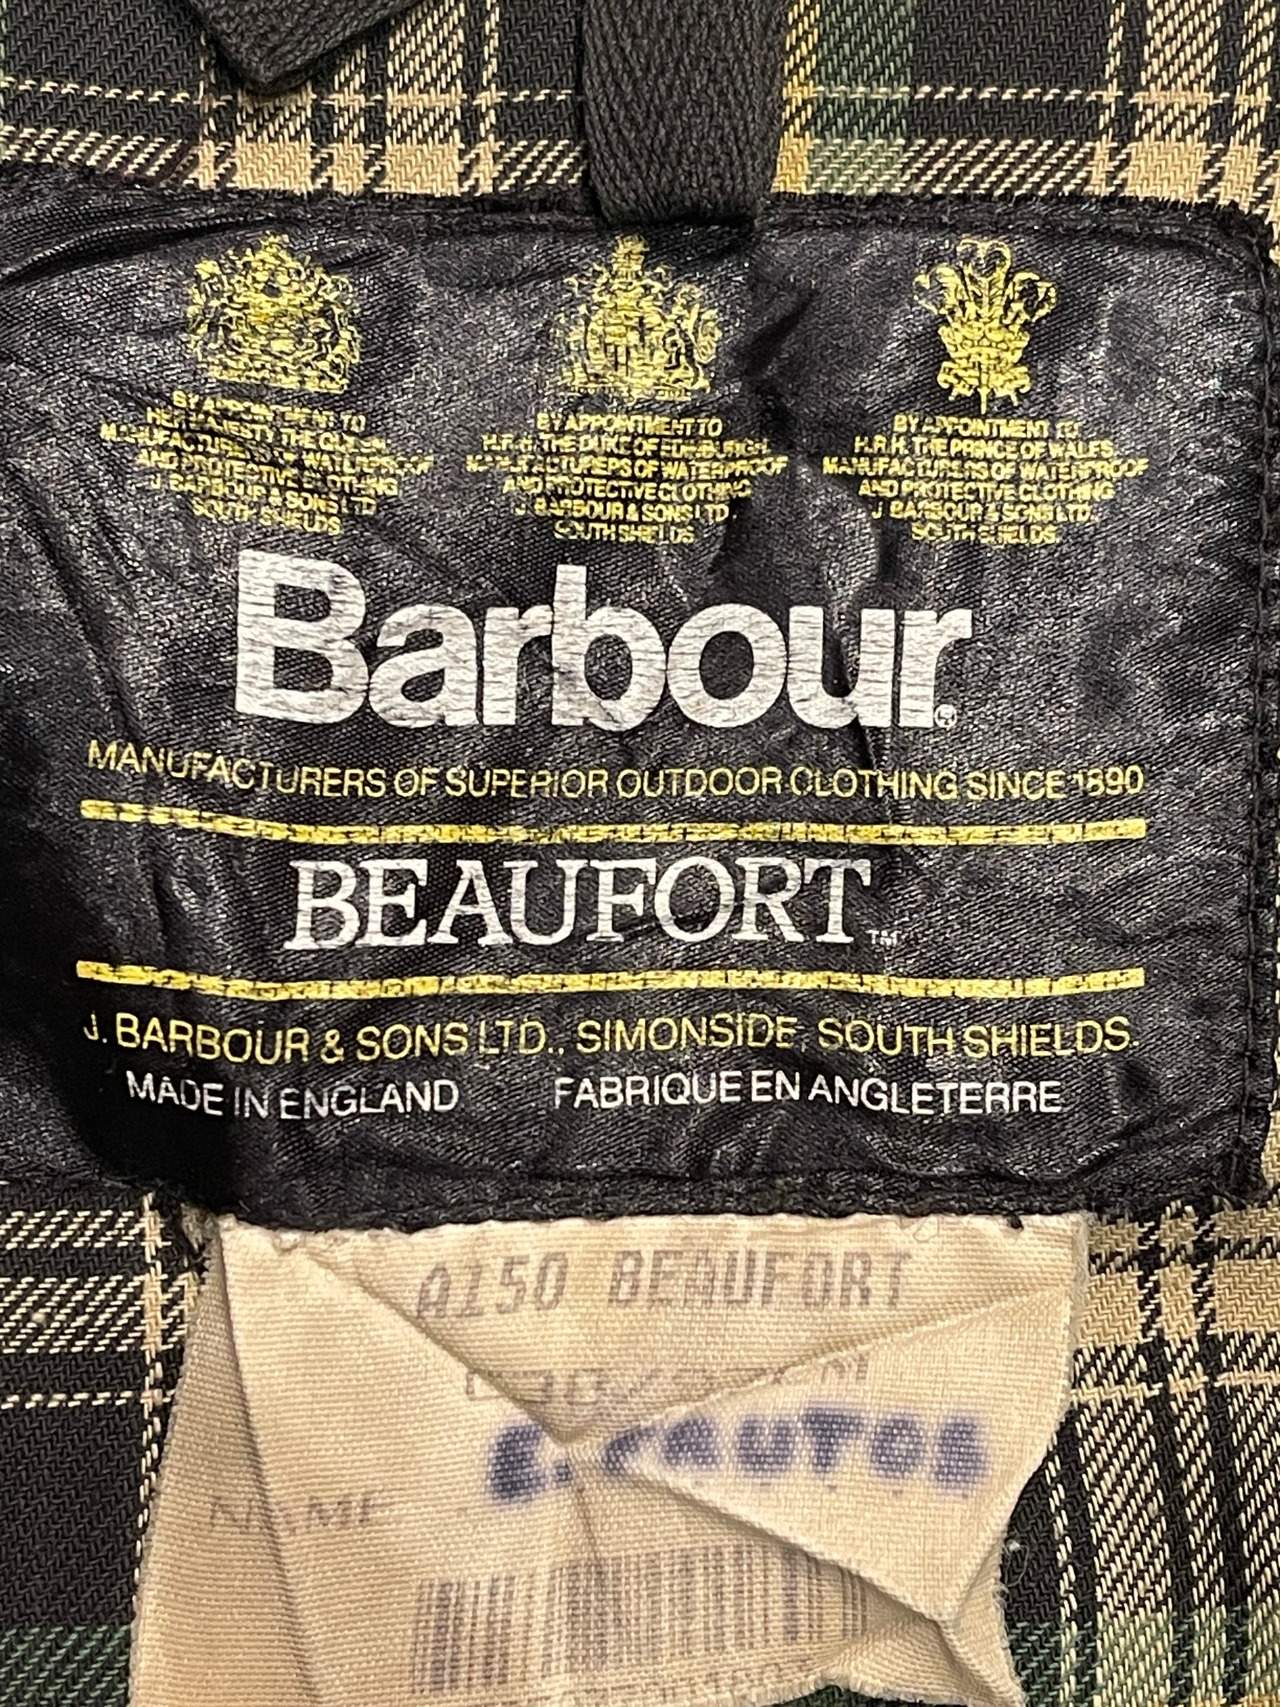 BY APPOINTMENT TO
HER MAJESTY THE QUEEN
MANUFACTURERS OF WATERPROOF
AND PROTECTIVE CLOTHING
J. BARBOUR & SONS LTD
SOUTH SHIELDS
BY APPOINTMENT TO
H.R.H. THE DUKE OF EDINBURGH
MANUFACTURERS OF WATERPROOF
AND PROTECTIVE CLOTHING
J. BARBOUR & SONS LTD.
SOUTH SHIELDS
BY APPOINTMENT TO
H.R.H. THE PRINCE OF WALES
MANUFACTURERS OF WATERPROOF
AND PROTECTIVE CLOTHING
J. BARBOUR & SONS LTD.
SOUTH SHIELDS.
Barbour®
MANUFACTURERS OF SUPERIOR OUTDOOR CLOTHING SINCE 1890
BEAUFORT™
J. BARBOUR & SONS LTD., SIMONSIDE, SOUTH SHIELDS.
MADE IN ENGLAND FABRIQUE EN ANGLETERRE
A150 BEAUFORT
NAME